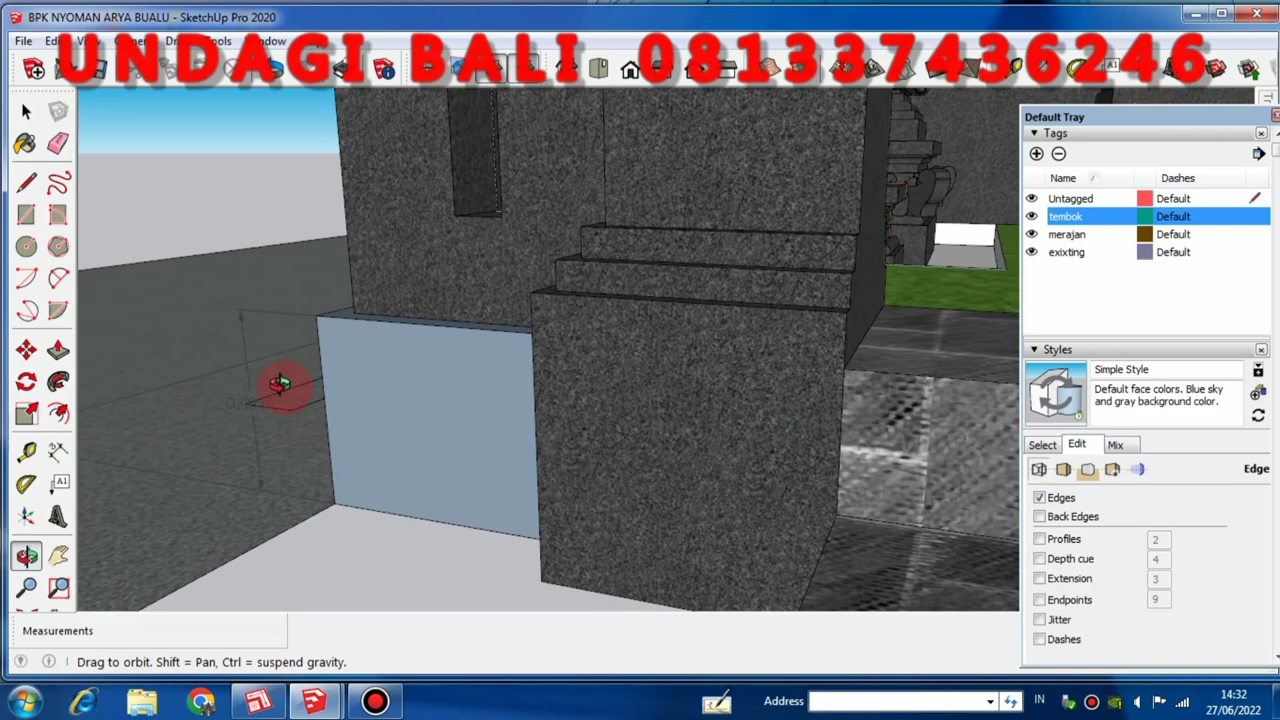 BPK NYOMAN ARYA BUALU - SketchUp Pro 2020
File
UNDAGI BALI 081337436246
Default Tray
Tags
Name Dashes
Untagged Default
tembok Default
merajan Default
exixting Default
Styles
Simple Style
Default face colors. Blue sky and gray background color.
Select Edit Mix
Edge
Edges
Back Edges
Profiles 2
Depth cue 4
Extension 3
Endpoints 9
Jitter
Dashes
Measurements
Drag to orbit. Shift = Pan, Ctrl = suspend gravity.
Address
IN
14:32
27/06/2022